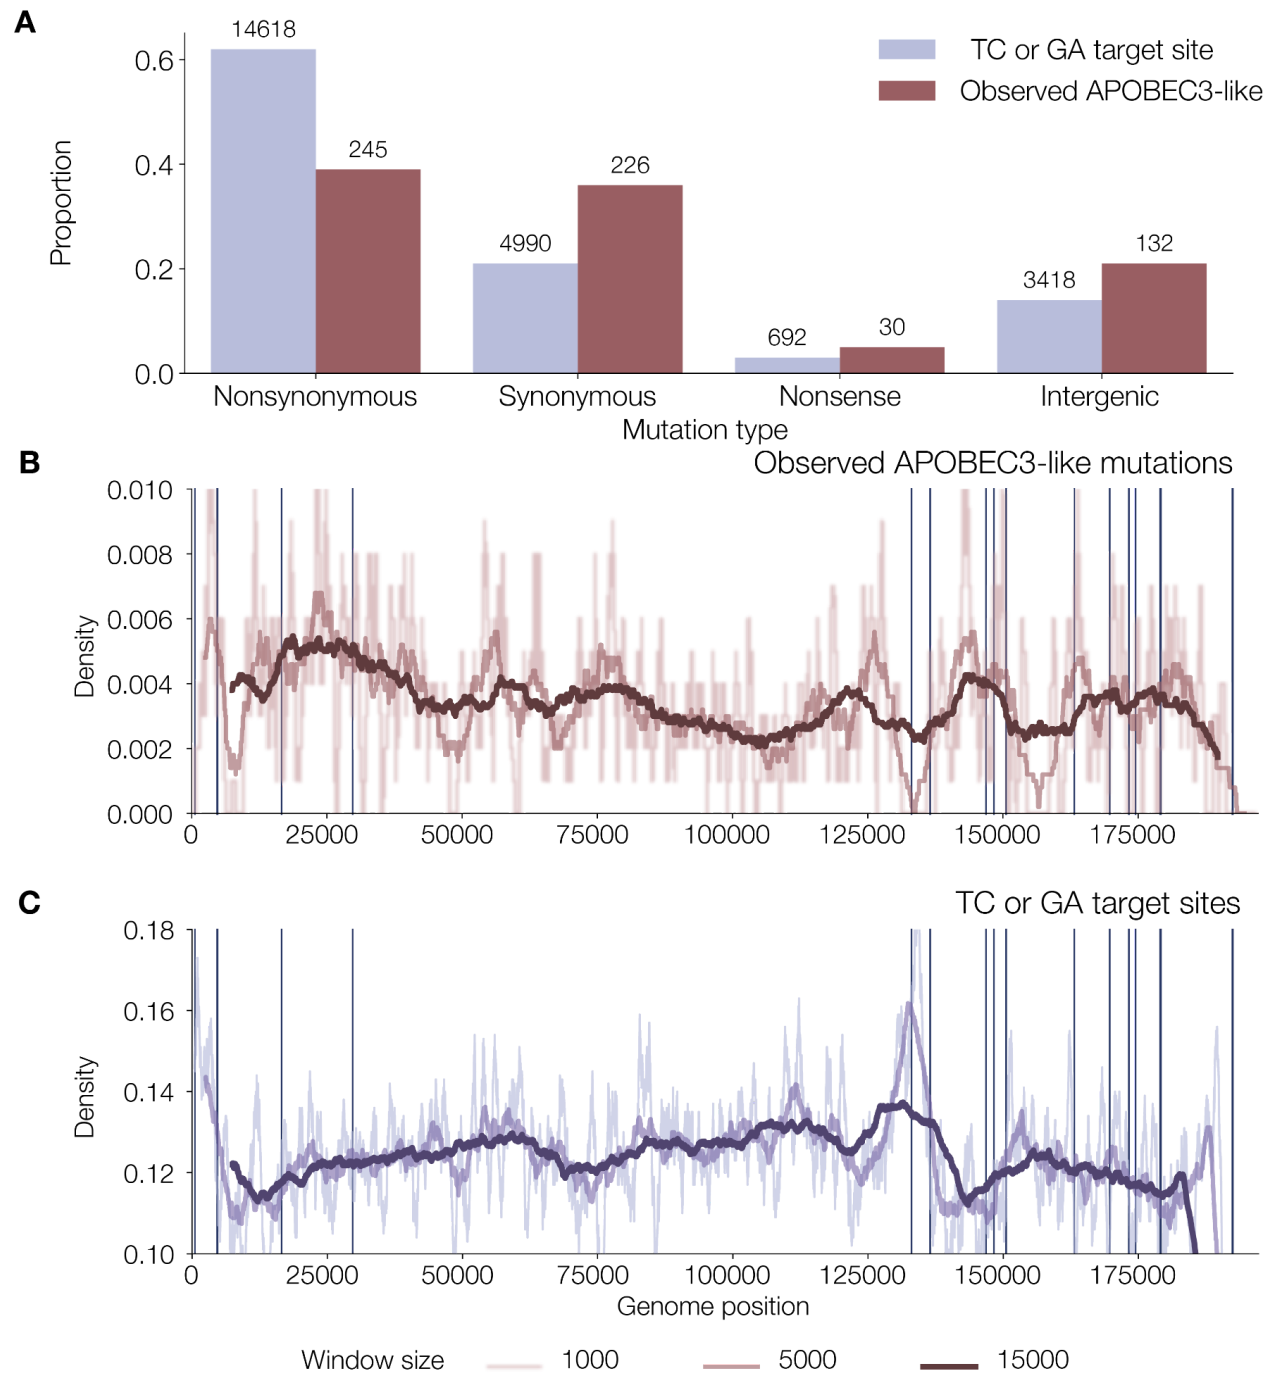 A
14618
TC or GA target site
Observed APOBEC3-like
0.6
0.4
0.2
0.0
Proportion
245
4990
226
692
30
3418
132
Nonsynonymous
Synonymous
Nonsense
Intergenic
Mutation type
B
Observed APOBEC3-like mutations
0.010
0.008
0.006
0.004
0.002
0.000
Density
0
25000
50000
75000
100000
125000
150000
175000
C
TC or GA target sites
0.18
0.16
0.14
0.12
0.10
Density
0
25000
50000
75000
100000
125000
150000
175000
Genome position
Window size
1000
5000
15000